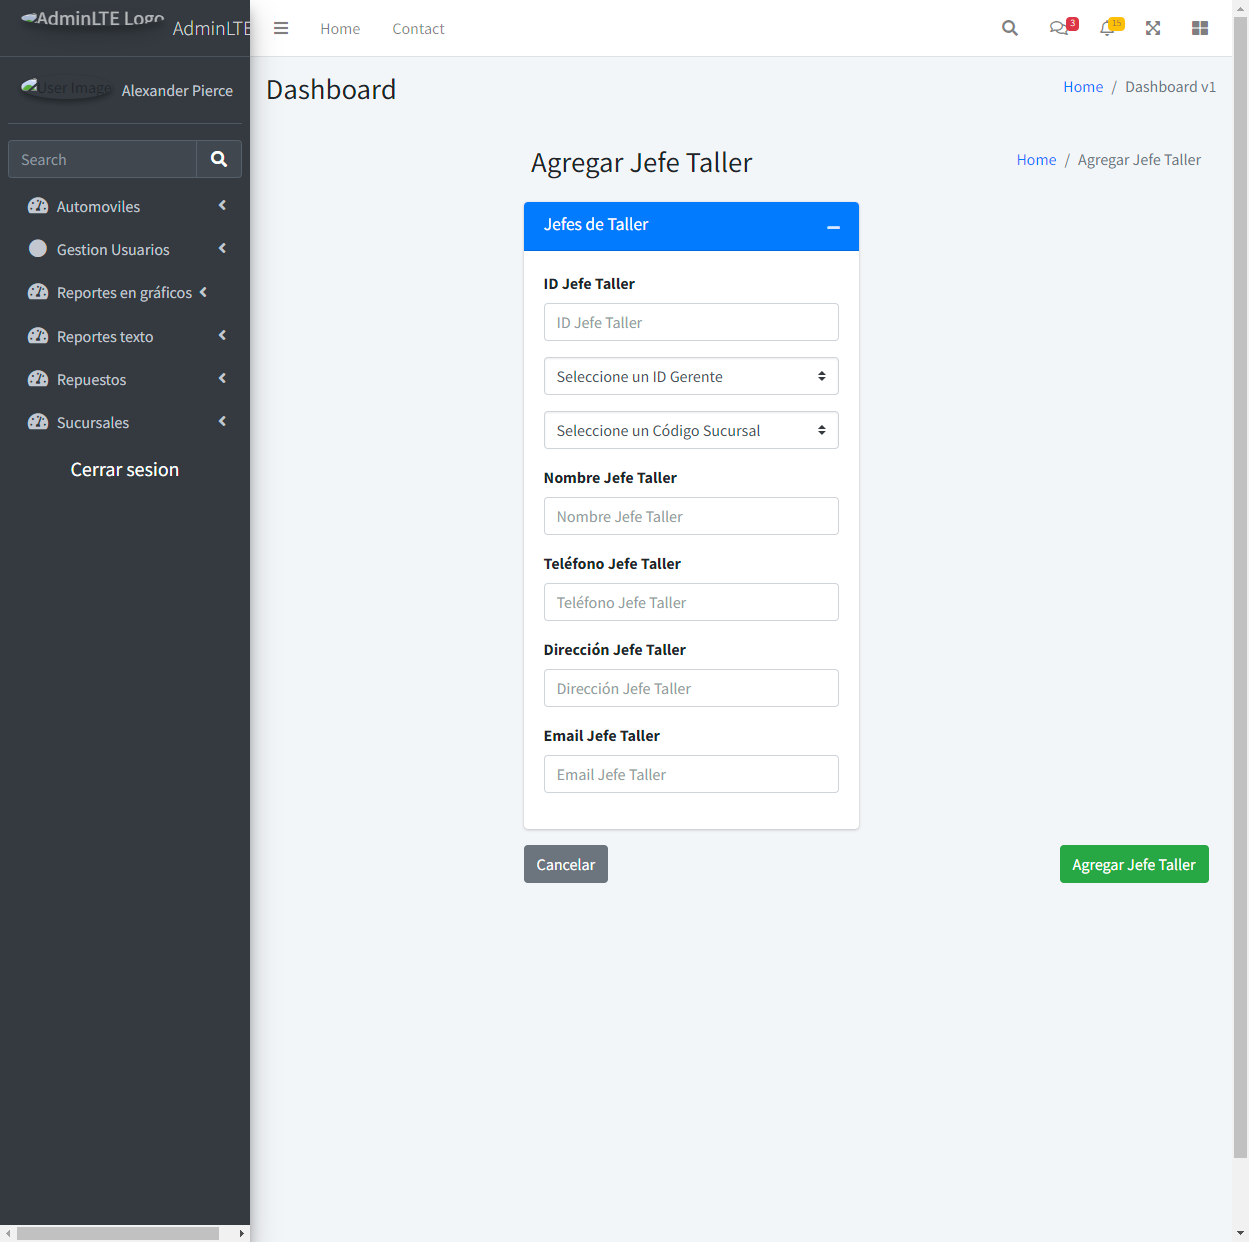 AdminLTE Logo AdminLTE
Home
Contact
3
15
User Image
Alexander Pierce
Dashboard
Home / Dashboard v1
Search
Automoviles
Gestion Usuarios
Reportes en gráficos
Reportes texto
Repuestos
Sucursales
Cerrar sesion
Agregar Jefe Taller
Home / Agregar Jefe Taller
Jefes de Taller
ID Jefe Taller
ID Jefe Taller
Seleccione un ID Gerente
Seleccione un Código Sucursal
Nombre Jefe Taller
Nombre Jefe Taller
Teléfono Jefe Taller
Teléfono Jefe Taller
Dirección Jefe Taller
Dirección Jefe Taller
Email Jefe Taller
Email Jefe Taller
Cancelar
Agregar Jefe Taller